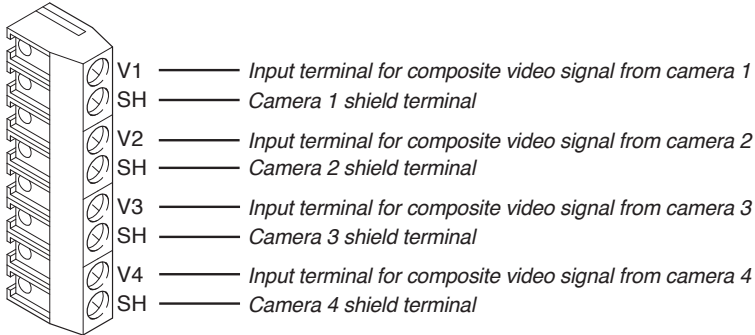 V1 Input terminal for composite video signal from camera 1
SH Camera 1 shield terminal
V2 Input terminal for composite video signal from camera 2
SH Camera 2 shield terminal
V3 Input terminal for composite video signal from camera 3
SH Camera 3 shield terminal
V4 Input terminal for composite video signal from camera 4
SH Camera 4 shield terminal